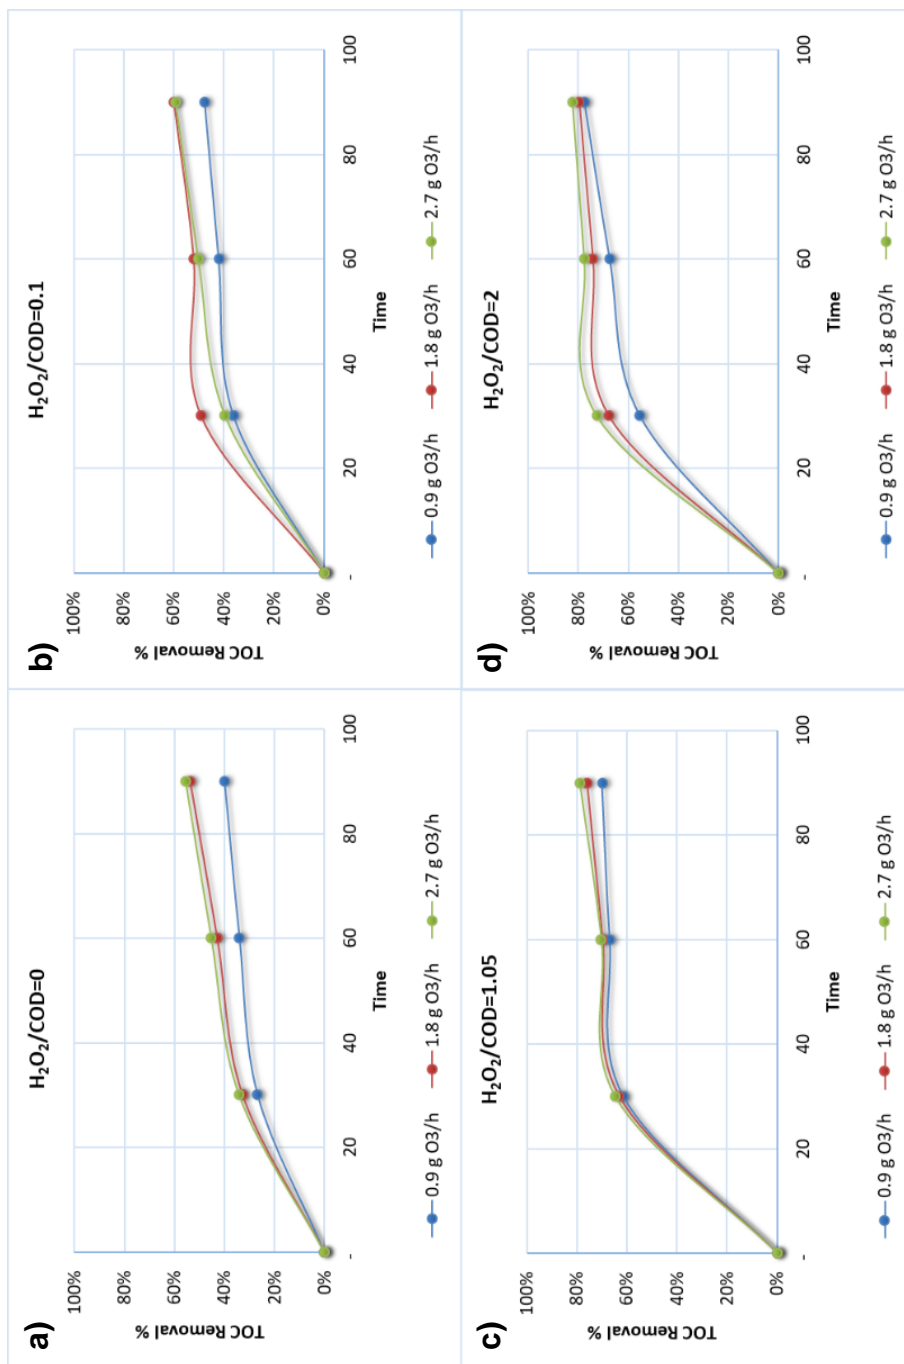 a)
H₂O₂/COD=0
TOC Removal %
100%
80%
60%
40%
20%
0%
-
20
40
60
80
100
Time
0.9 g O3/h
1.8 g O3/h
2.7 g O3/h
b)
H₂O₂/COD=0.1
TOC Removal %
100%
80%
60%
40%
20%
0%
-
20
40
60
80
100
Time
0.9 g O3/h
1.8 g O3/h
2.7 g O3/h
c)
H₂O₂/COD=1.05
TOC Removal %
100%
80%
60%
40%
20%
0%
-
20
40
60
80
100
Time
0.9 g O3/h
1.8 g O3/h
2.7 g O3/h
d)
H₂O₂/COD=2
TOC Removal %
100%
80%
60%
40%
20%
0%
-
20
40
60
80
100
Time
0.9 g O3/h
1.8 g O3/h
2.7 g O3/h